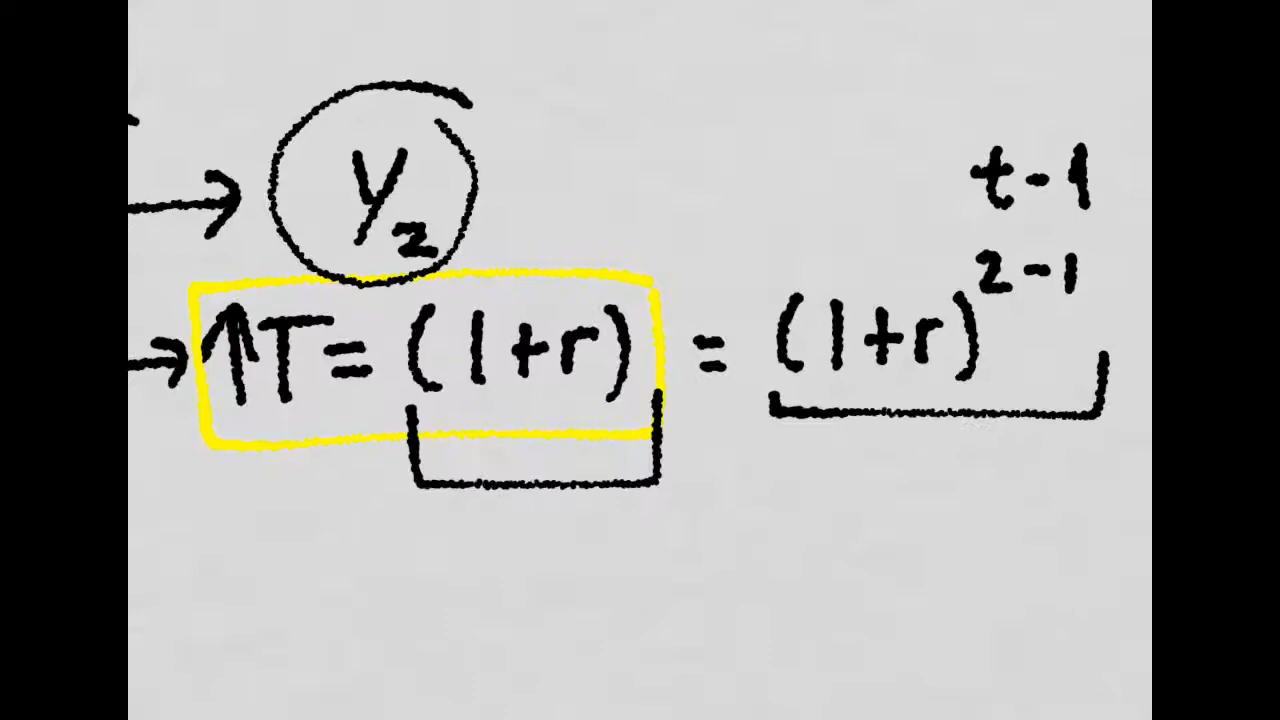 Y₂
t-1
2-1
↑T=(1+r) = (1+r)